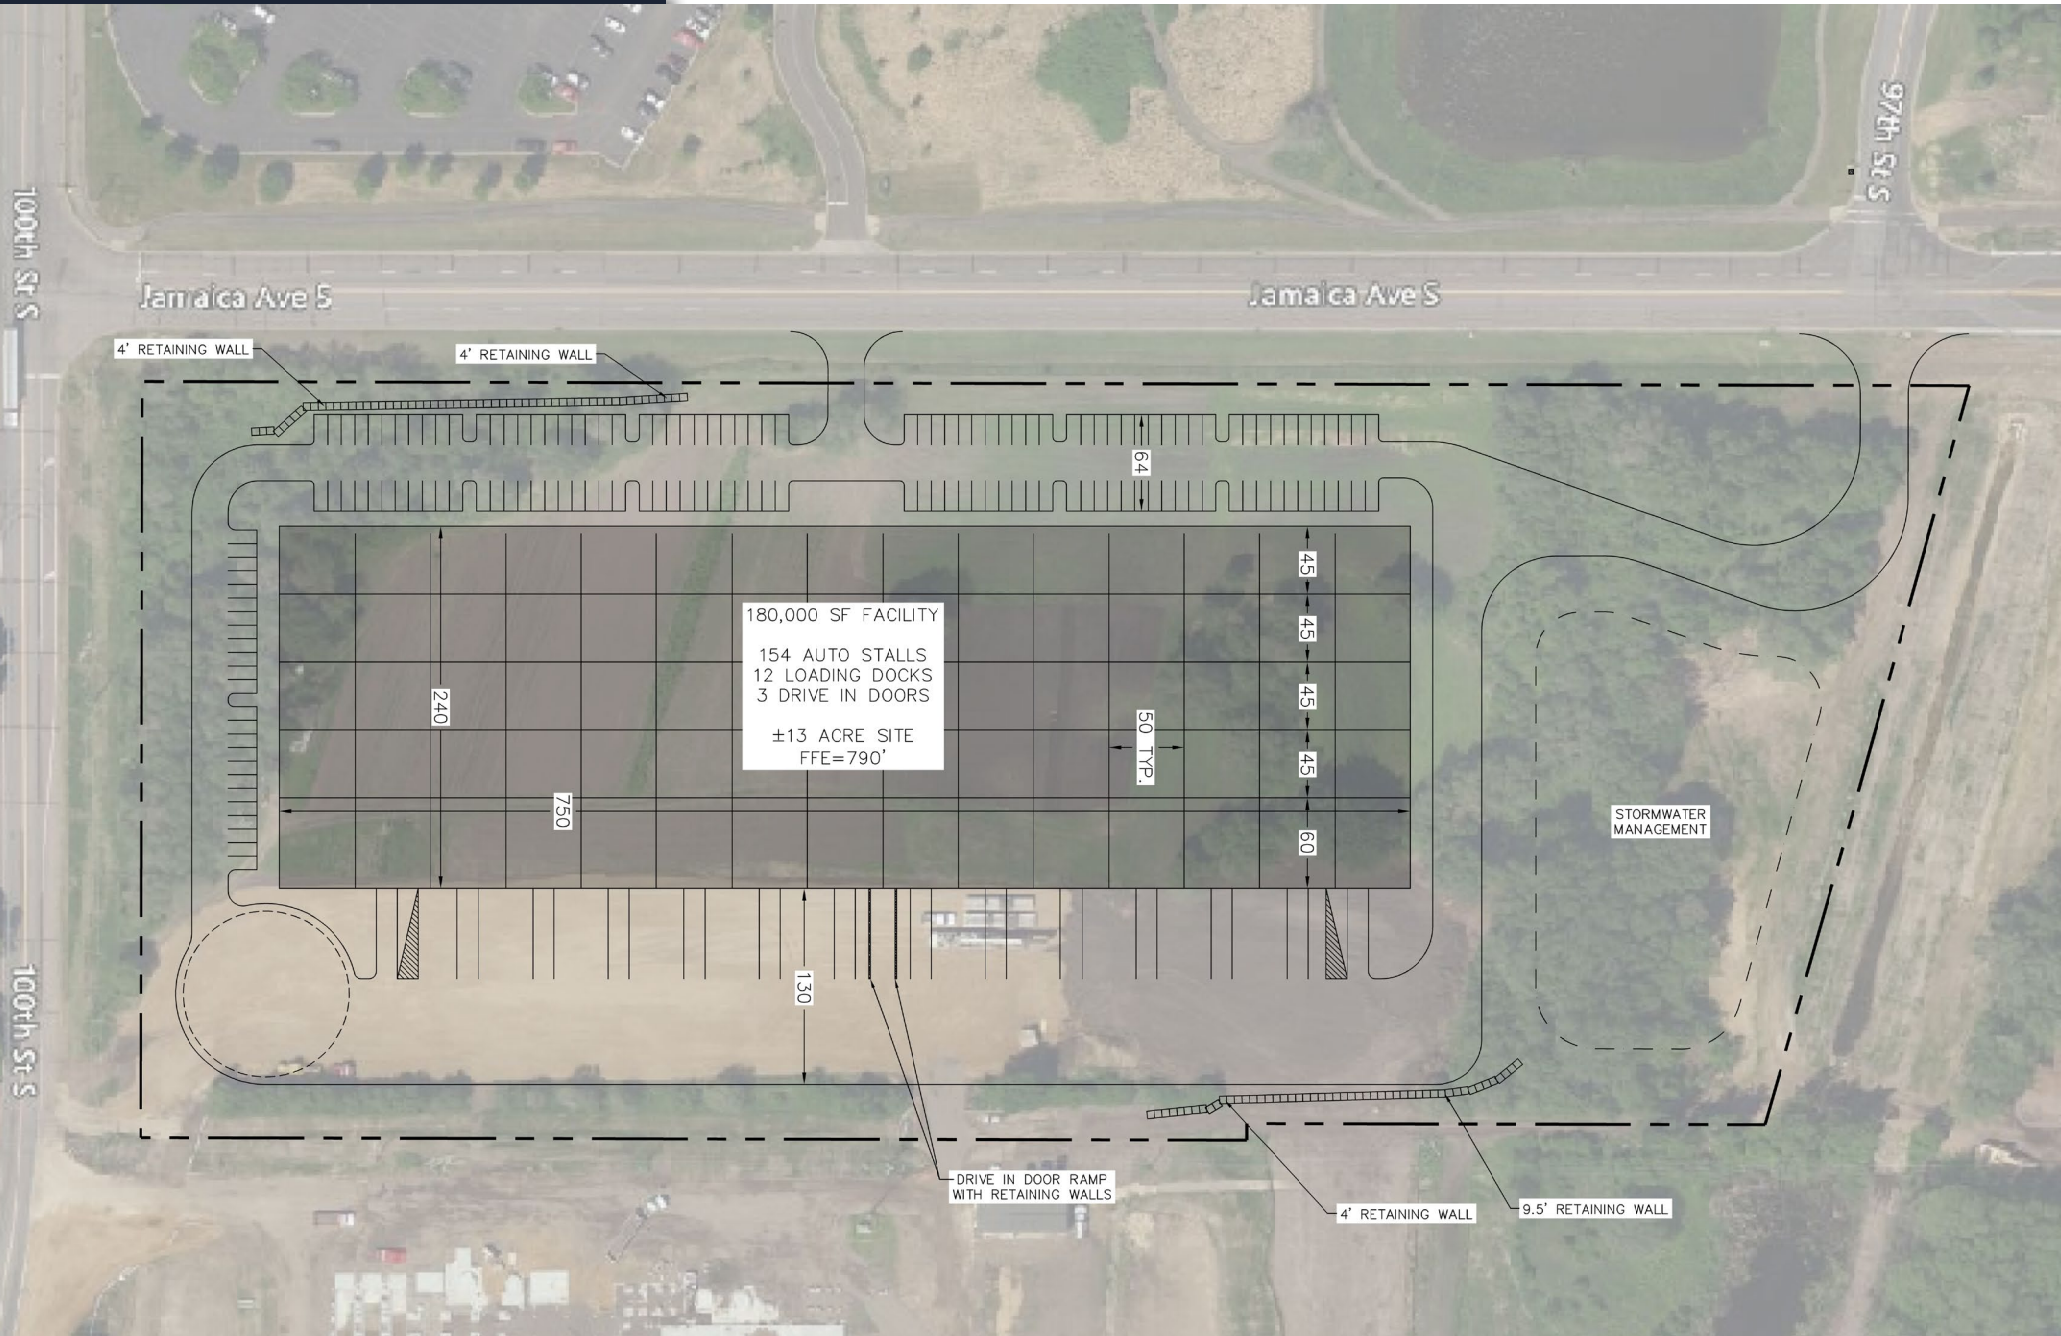 97th St S
100th St S
Jamaica Ave S
Jamaica Ave S
4' RETAINING WALL
4' RETAINING WALL
64
45
45
45
45
60
240
180,000 SF FACILITY
154 AUTO STALLS
12 LOADING DOCKS
3 DRIVE IN DOORS
±13 ACRE SITE
FFE=790'
50 TYP.
750
STORMWATER
MANAGEMENT
130
100th St S
DRIVE IN DOOR RAMP
WITH RETAINING WALLS
4' RETAINING WALL
9.5' RETAINING WALL